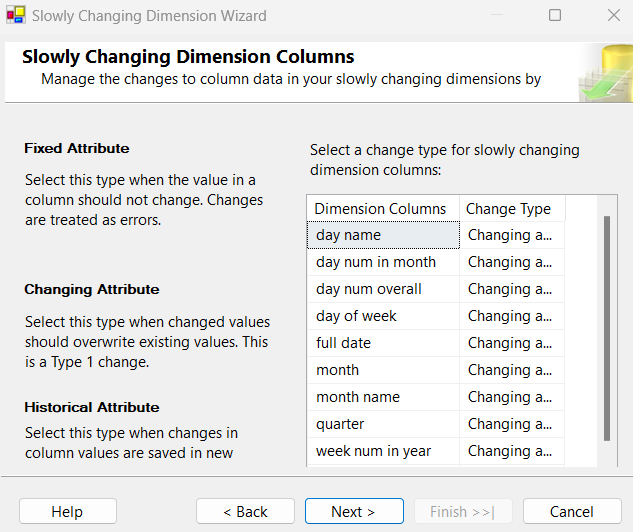 Slowly Changing Dimension Wizard
Slowly Changing Dimension Columns
Manage the changes to column data in your slowly changing dimensions by
Fixed Attribute
Select this type when the value in a
column should not change. Changes
are treated as errors.
Changing Attribute
Select this type when changed values
should overwrite existing values. This
is a Type 1 change.
Historical Attribute
Select this type when changes in
column values are saved in new
Select a change type for slowly changing
dimension columns:
Dimension Columns Change Type
day name Changing a...
day num in month Changing a...
day num overall Changing a...
day of week Changing a...
full date Changing a...
month Changing a...
month name Changing a...
quarter Changing a...
week num in year Changing a...
Help < Back Next > Finish >>| Cancel